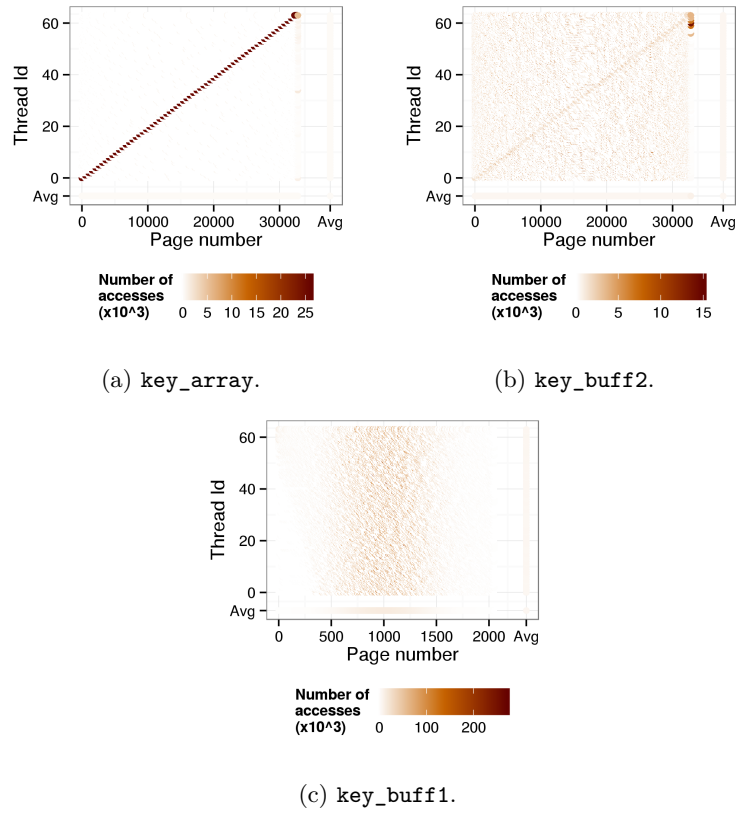 Thread Id
60
40
20
0
Avg
0 10000 20000 30000 Avg
Page number
Number of
accesses
(x10^3)
0 5 10 15 20 25
(a) key_array.
Thread Id
60
40
20
0
Avg
0 10000 20000 30000 Avg
Page number
Number of
accesses
(x10^3)
0 5 10 15
(b) key_buff2.
Thread Id
60
40
20
0
Avg
0 500 1000 1500 2000 Avg
Page number
Number of
accesses
(x10^3)
0 100 200
(c) key_buff1.